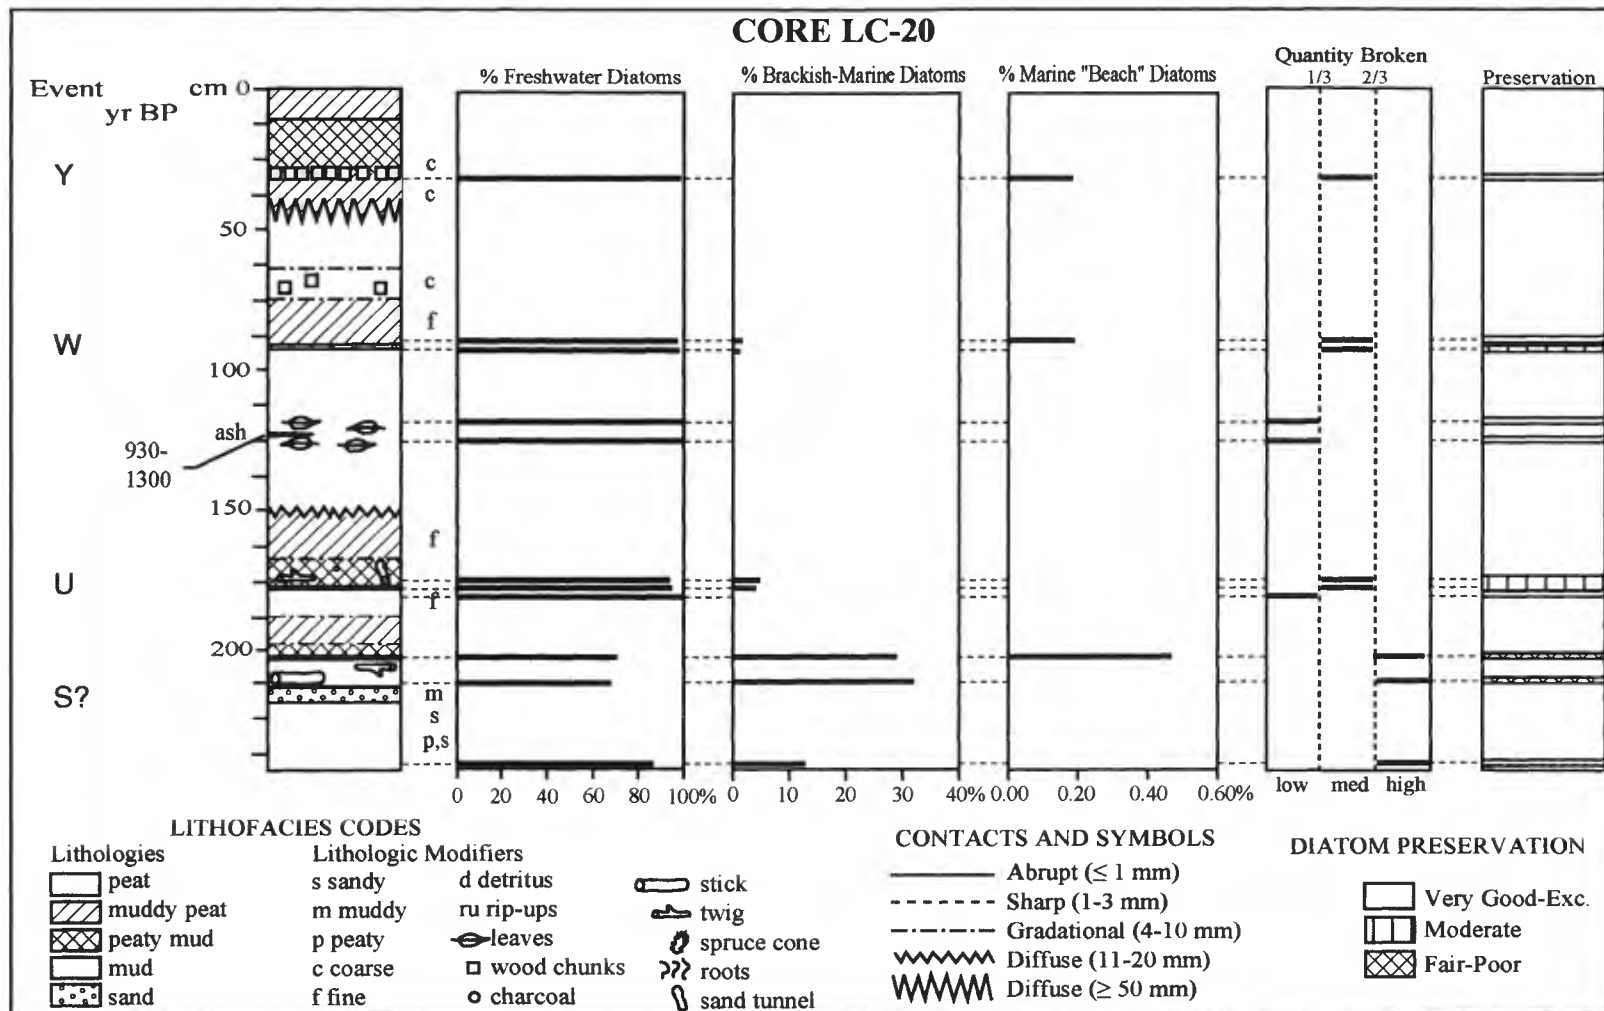 CORE LC-20
Event
yr BP
cm 0
50
100
150
200
Y
W
U
S?
ash
930-
1300
c
c
c
f
f
f
m
s
p,s
% Freshwater Diatoms
0 20 40 60 80 100%
% Brackish-Marine Diatoms
0 10 20 30 40%
% Marine "Beach" Diatoms
0.00 0.20 0.40 0.60%
Quantity Broken
1/3 2/3
low med high
Preservation
LITHOFACIES CODES
Lithologies
peat
muddy peat
peaty mud
mud
sand
Lithologic Modifiers
s sandy
m muddy
p peaty
c coarse
f fine
d detritus
ru rip-ups
leaves
wood chunks
charcoal
stick
twig
spruce cone
roots
sand tunnel
CONTACTS AND SYMBOLS
Abrupt (≤ 1 mm)
Sharp (1-3 mm)
Gradational (4-10 mm)
Diffuse (11-20 mm)
Diffuse (≥ 50 mm)
DIATOM PRESERVATION
Very Good-Exc.
Moderate
Fair-Poor